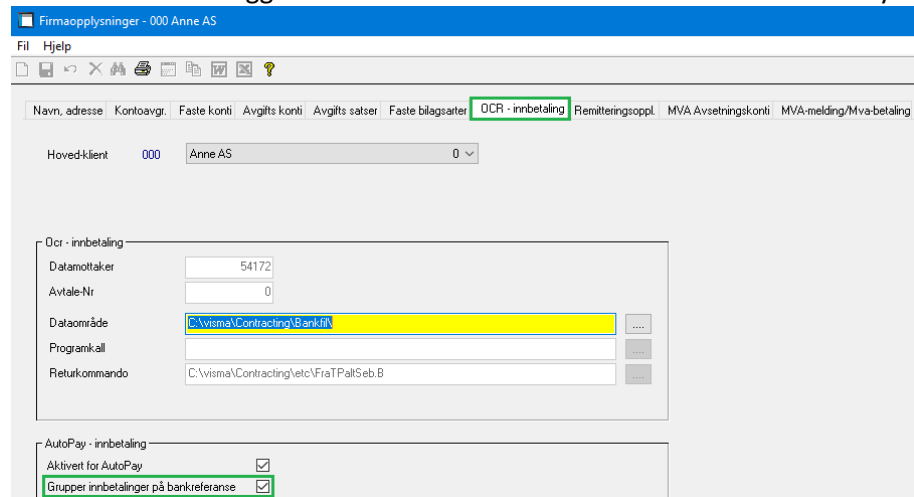 Firmaopplysninger - 000 Anne AS
Fil Hjelp
Navn, adresse Kontoavgr. Faste konti Avgifts konti Avgifts satser Faste bilagsarter OCR - innbetaling Remitteringsoppl. MVA Avsetningskonti MVA-melding/Mva-betaling
Hoved-klient 000 Anne AS 0
Ocr - innbetaling
Datamottaker 54172
Avtale-Nr 0
Dataområde C:\visma\Contracting\Bankfil\ ....
Programkall ....
Returkommando C:\visma\Contracting\etc\FraTPaltSeb.B ....
AutoPay - innbetaling
Aktivert for AutoPay
Grupper innbetalinger på bankreferanse